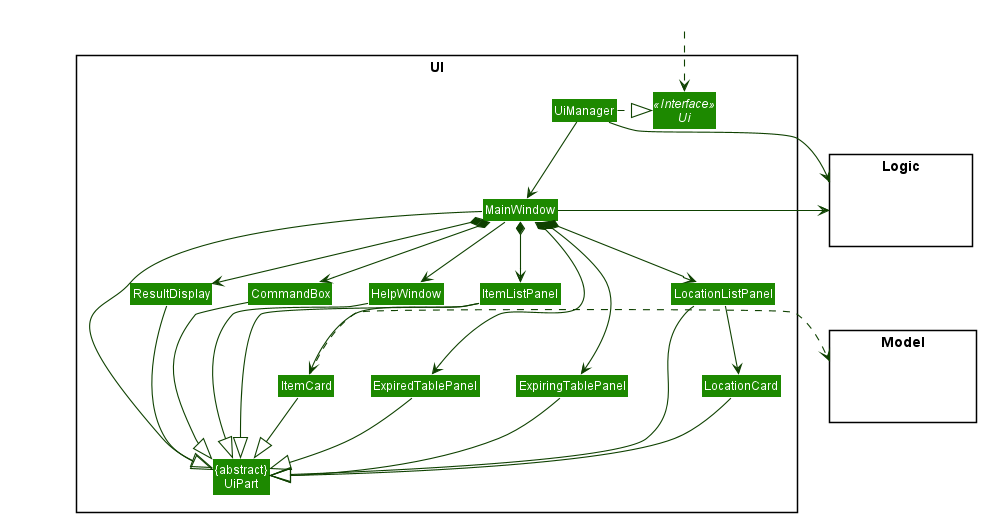 UI
UiManager
«Interface»
Ui
Logic
MainWindow
ResultDisplay
CommandBox
HelpWindow
ItemListPanel
LocationListPanel
Model
ItemCard
ExpiredTablePanel
ExpiringTablePanel
LocationCard
{abstract}
UiPart